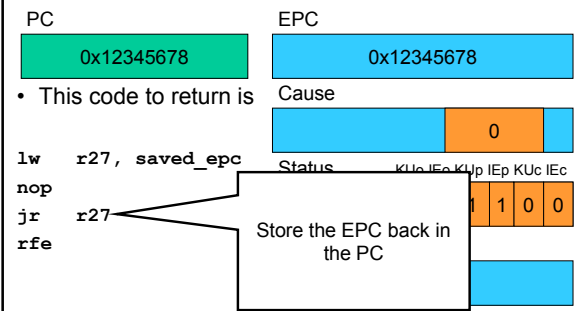 PC
EPC
0x12345678
0x12345678
• This code to return is
Cause
0
lw r27, saved_epc
Status
KUo IEo KUp IEp KUc IEc
nop
jr r27
1 1 0 0
rfe
Store the EPC back in
the PC